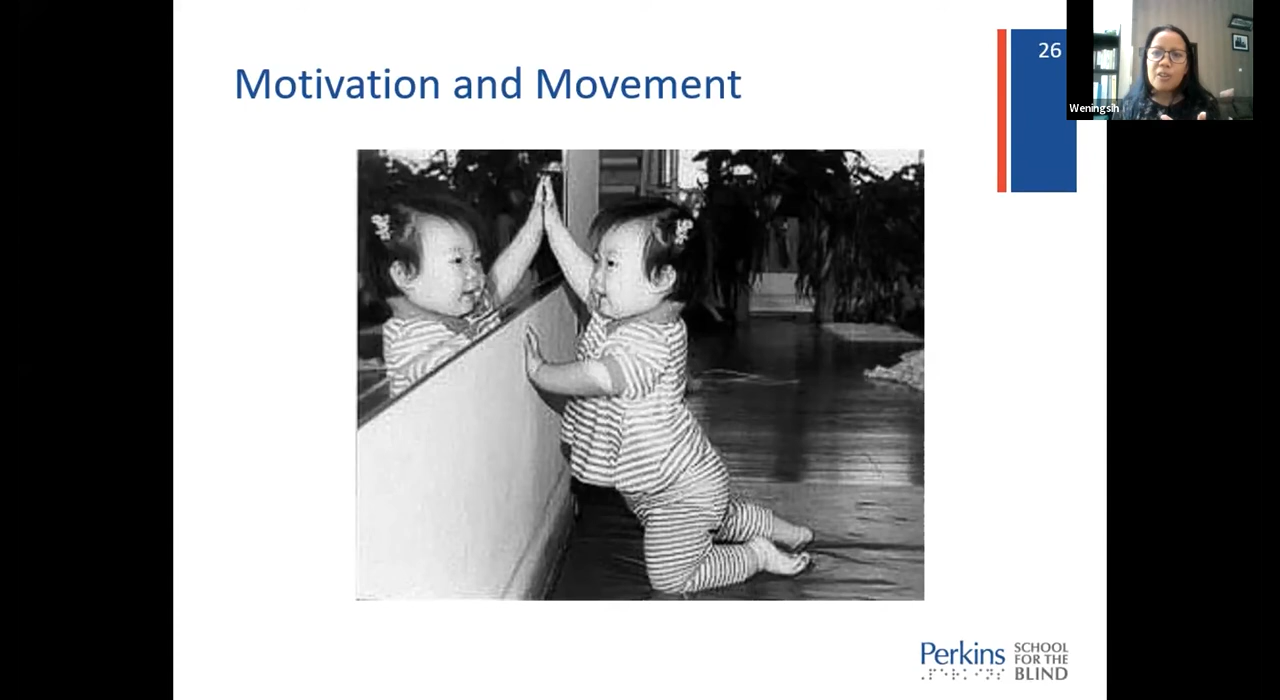 Motivation and Movement
26
Weningsih
Perkins
SCHOOL
FOR THE
BLIND